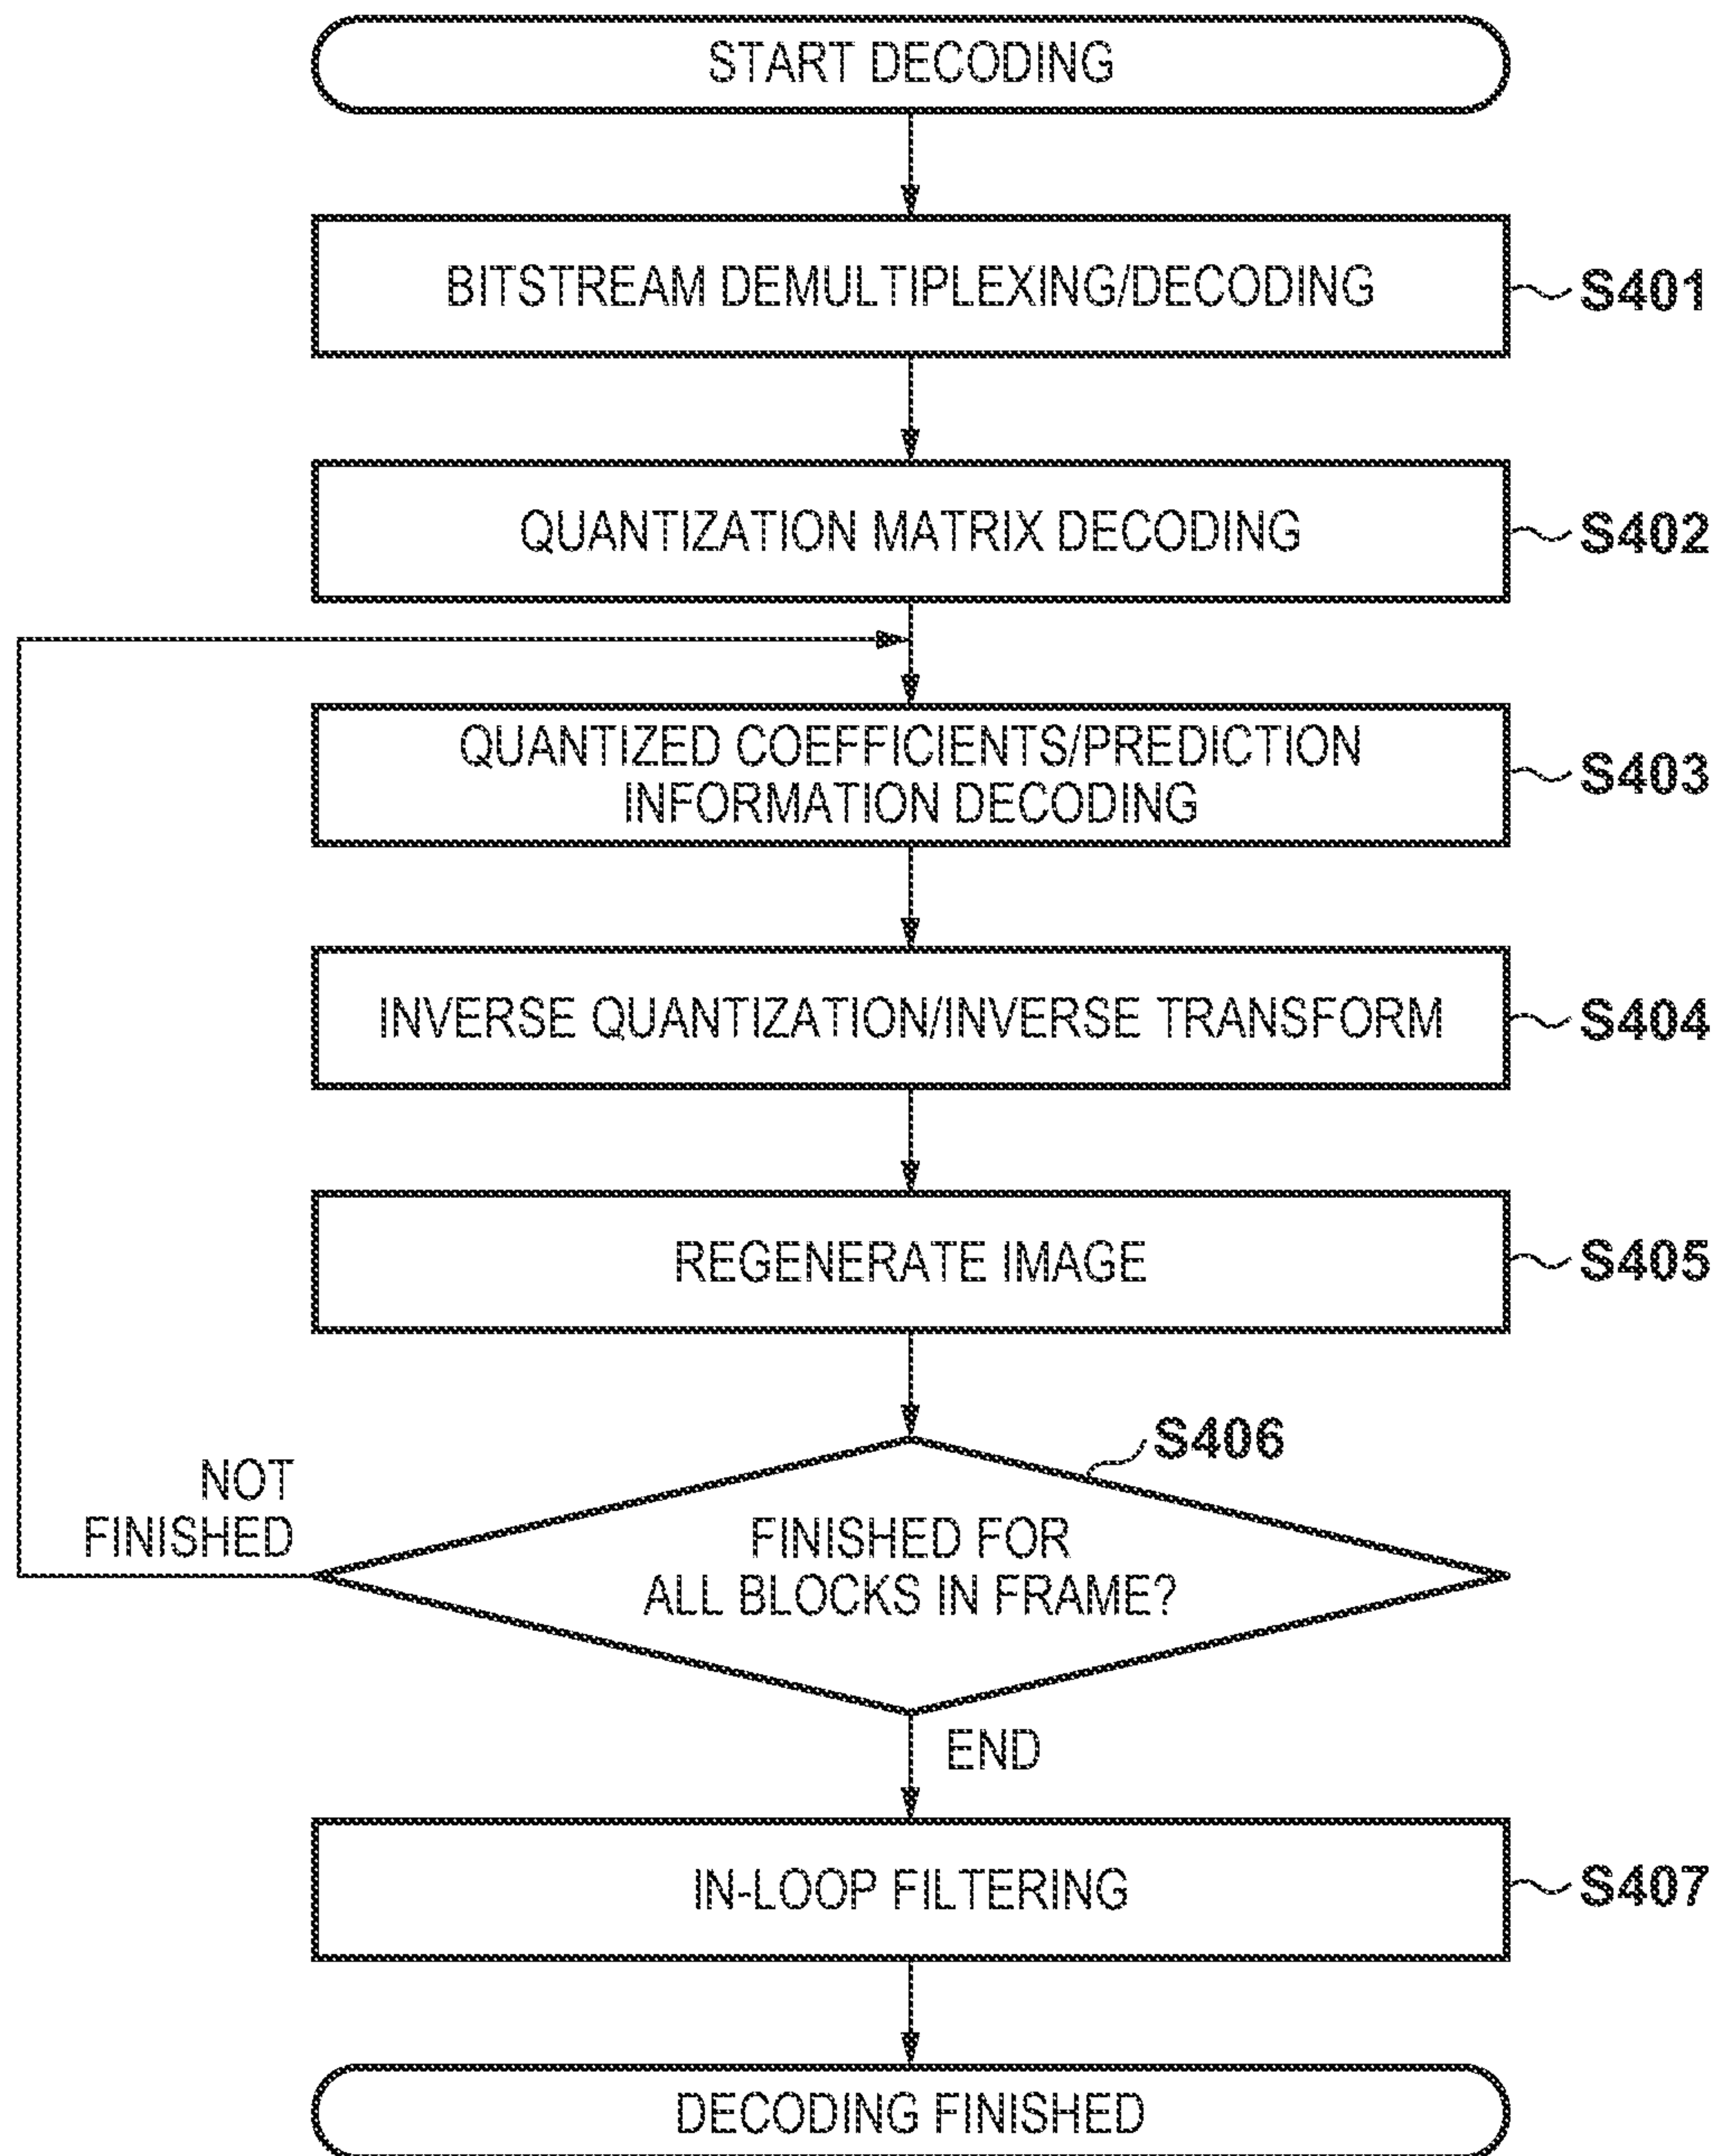 START DECODING
BITSTREAM DEMULTIPLEXING/DECODING
S401
QUANTIZATION MATRIX DECODING
S402
QUANTIZED COEFFICIENTS/PREDICTION
INFORMATION DECODING
S403
INVERSE QUANTIZATION/INVERSE TRANSFORM
S404
REGENERATE IMAGE
S405
S406
NOT
FINISHED
FINISHED FOR
ALL BLOCKS IN FRAME?
END
IN-LOOP FILTERING
S407
DECODING FINISHED